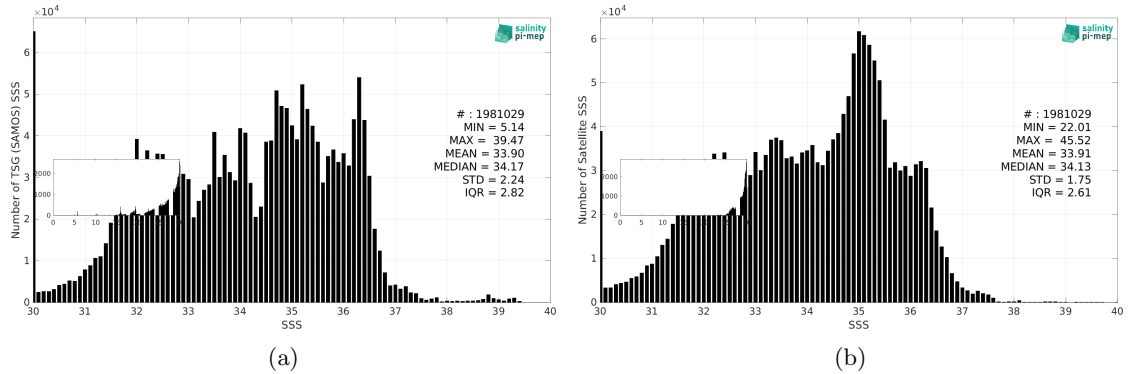 ×10^4
salinity
pi-mep
Number of TSG (SAMOS) SSS
6
5
4
3
2
1
0
# : 1981029
MIN = 5.14
MAX = 39.47
MEAN = 33.90
MEDIAN = 34.17
STD = 2.24
IQR = 2.82
2000
1000
0
0 5 10
30 31 32 33 34 35 36 37 38 39 40
SSS
(a)
×10^4
salinity
pi-mep
Number of Satellite SSS
6
5
4
3
2
1
0
# : 1981029
MIN = 22.01
MAX = 45.52
MEAN = 33.91
MEDIAN = 34.13
STD = 1.75
IQR = 2.61
2000
1000
0
0 5 10
30 31 32 33 34 35 36 37 38 39 40
SSS
(b)